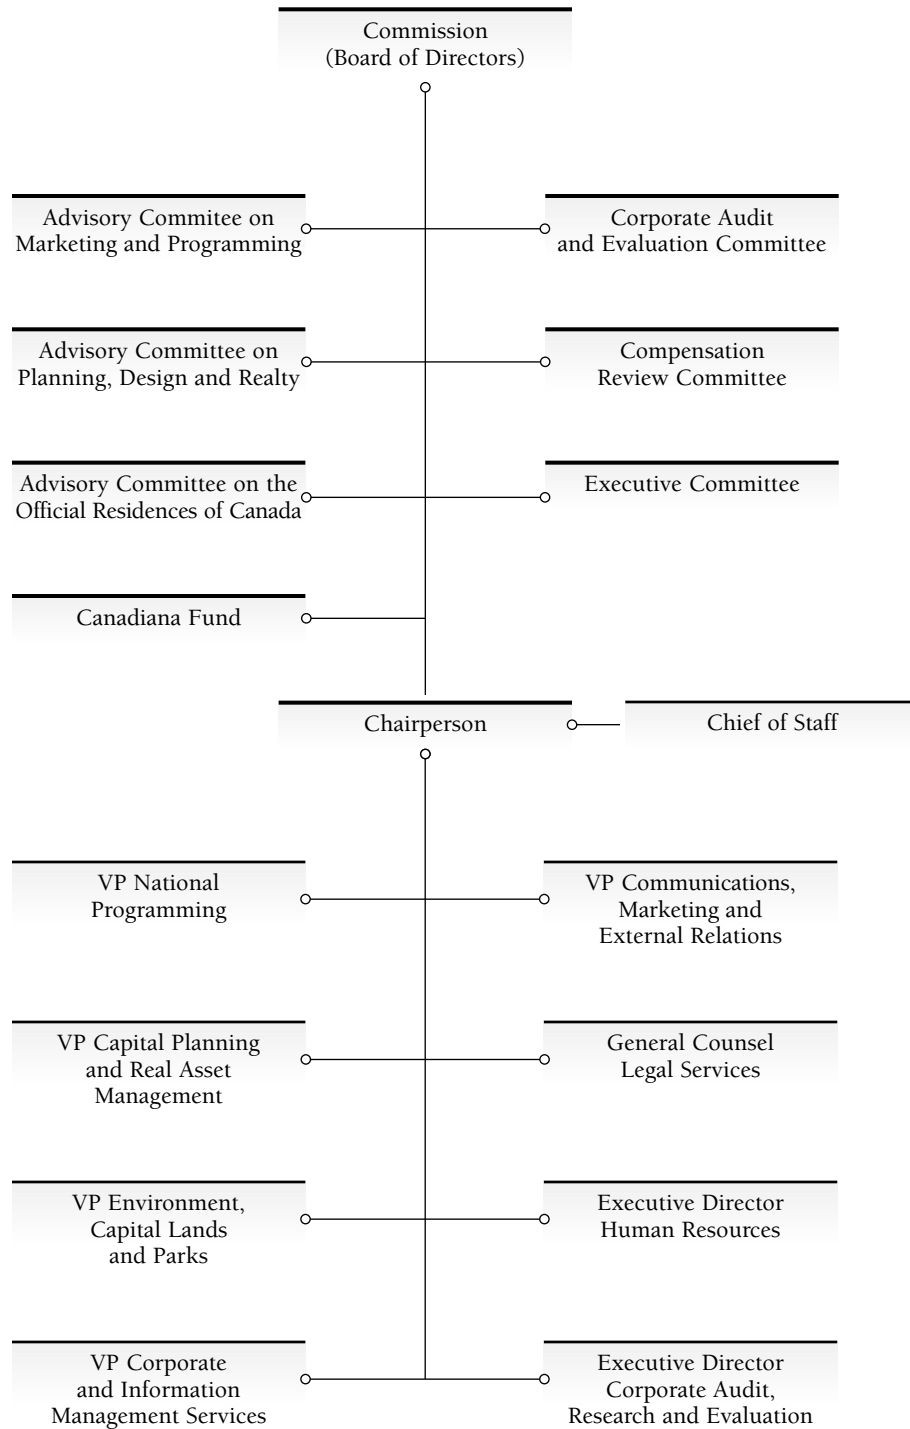 Commission
(Board of Directors)
Advisory Commitee on
Marketing and Programming
Corporate Audit
and Evaluation Committee
Advisory Committee on
Planning, Design and Realty
Compensation
Review Committee
Advisory Committee on the
Official Residences of Canada
Executive Committee
Canadiana Fund
Chairperson
Chief of Staff
VP National
Programming
VP Communications,
Marketing and
External Relations
VP Capital Planning
and Real Asset
Management
General Counsel
Legal Services
VP Environment,
Capital Lands
and Parks
Executive Director
Human Resources
VP Corporate
and Information
Management Services
Executive Director
Corporate Audit,
Research and Evaluation